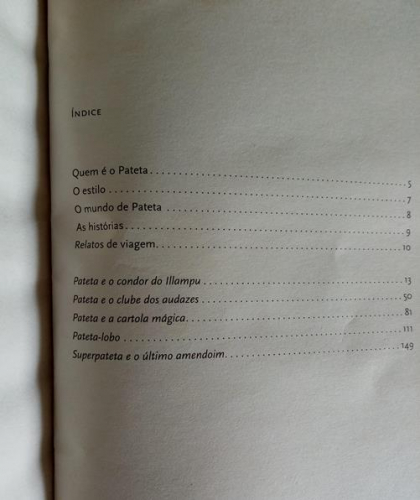 ÍNDICE
Quem é o Pateta 5
O estilo 7
O mundo de Pateta 8
As histórias 9
Relatos de viagem 10
Pateta e o condor do Illampu 13
Pateta e o clube dos audazes 50
Pateta e a cartola mágica 81
Pateta-lobo 111
Superpateta e o último amendoim 149